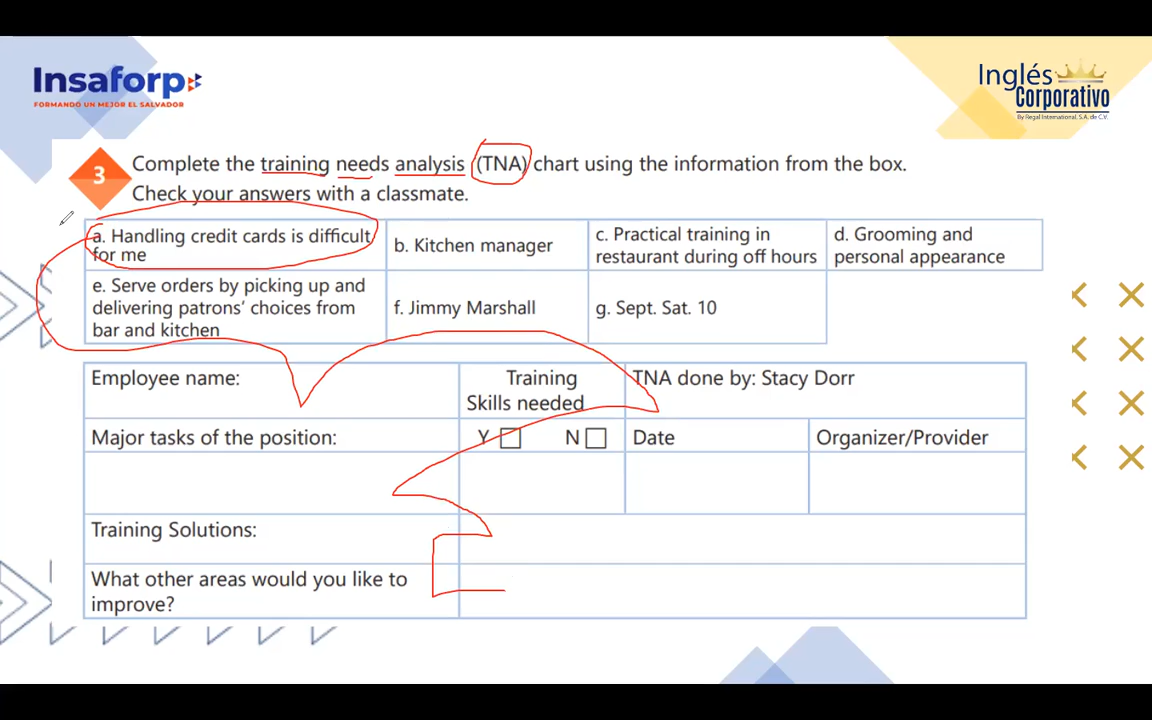 Insaforp
FORMANDO UN MEJOR EL SALVADOR
Inglés
Corporativo
By Regal International, S.A. de C.V.
3
Complete the training needs analysis (TNA) chart using the information from the box.
Check your answers with a classmate.
a. Handling credit cards is difficult
for me
b. Kitchen manager
c. Practical training in
restaurant during off hours
d. Grooming and
personal appearance
e. Serve orders by picking up and
delivering patrons' choices from
bar and kitchen
f. Jimmy Marshall
g. Sept. Sat. 10
Employee name:
Training
Skills needed
TNA done by: Stacy Dorr
Major tasks of the position:
Y N
Date
Organizer/Provider
Training Solutions:
What other areas would you like to
improve?